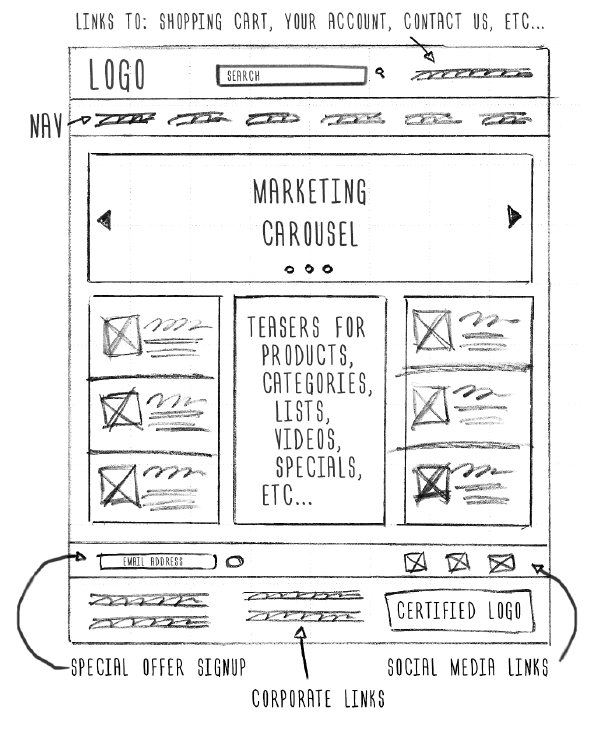 LINKS TO: SHOPPING CART, YOUR ACCOUNT, CONTACT US, ETC...
LOGO
SEARCH
NAV
MARKETING
CAROUSEL
TEASERS FOR
PRODUCTS,
CATEGORIES,
LISTS,
VIDEOS,
SPECIALS,
ETC...
EMAIL ADDRESS
CERTIFIED LOGO
SPECIAL OFFER SIGNUP
SOCIAL MEDIA LINKS
CORPORATE LINKS